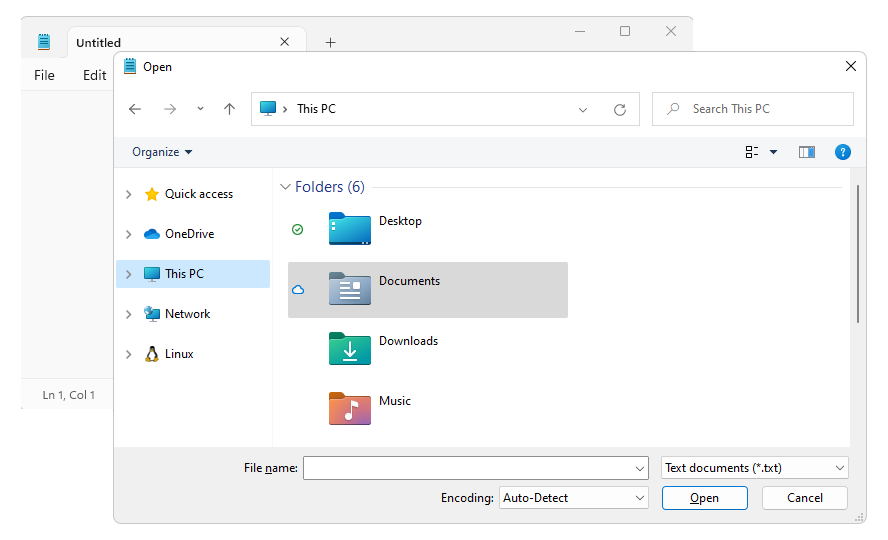 Untitled
File Edit
Open
This PC
Search This PC
Organize
Quick access
OneDrive
This PC
Network
Linux
Folders (6)
Desktop
Documents
Downloads
Music
Ln 1, Col 1
File name:
Text documents (*.txt)
Encoding: Auto-Detect
Open Cancel